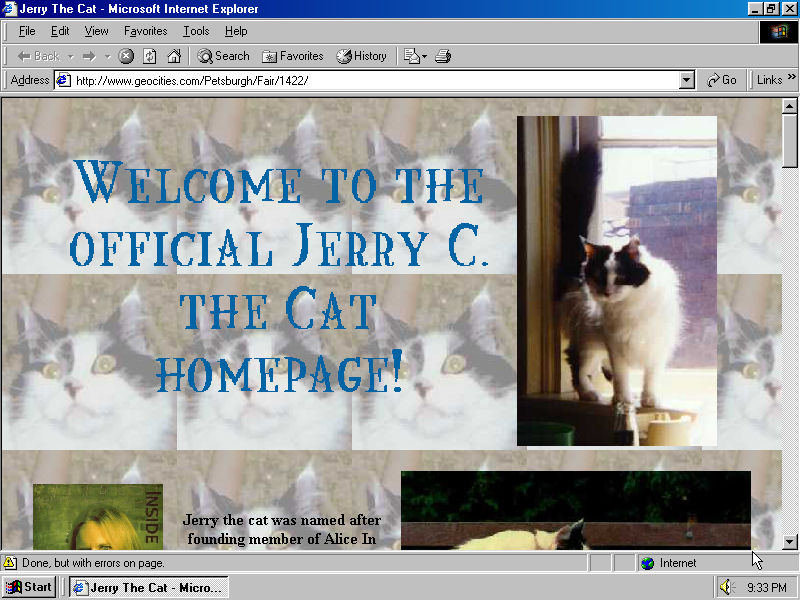 Jerry The Cat - Microsoft Internet Explorer
File Edit View Favorites Tools Help
Back Search Favorites History
Address http://www.geocities.com/Petsburgh/Fair/1422/ Go Links »
Welcome to the
official Jerry C.
the Cat
homepage!
INSIDE
Jerry the cat was named after
founding member of Alice In
Done, but with errors on page. Internet
Start Jerry The Cat - Micro... 9:33 PM